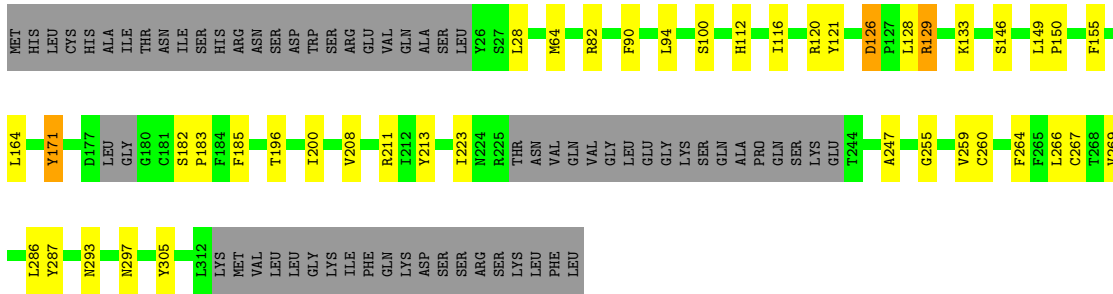 MET HIS LEU CYS HIS ALA ILE THR ASN ILE SER HIS ARG ASN SER ASP TRP SER ARG GLU VAL GLN ALA SER LEU Y26 S27 L28 M64 R82 F90 L94 S100 H112 I116 R120 Y121 D126 P127 L128 R129 K133 S146 L149 P150 F155
L164 Y171 D177 LEU GLY G180 C181 S182 P183 F184 F185 T196 I200 V208 R211 I212 Y213 I223 N224 R225 THR ASN VAL GLN VAL GLY LEU GLU GLY LYS SER GLN ALA PRO GLN SER LYS GLU T244 A247 G255 V259 C260 F264 F265 L266 C267 T268
L286 Y287 N293 N297 Y305 L312 LYS MET VAL LEU LEU GLY LYS ILE PHE GLN LYS ASP SER SER ARG SER LYS LEU PHE LEU